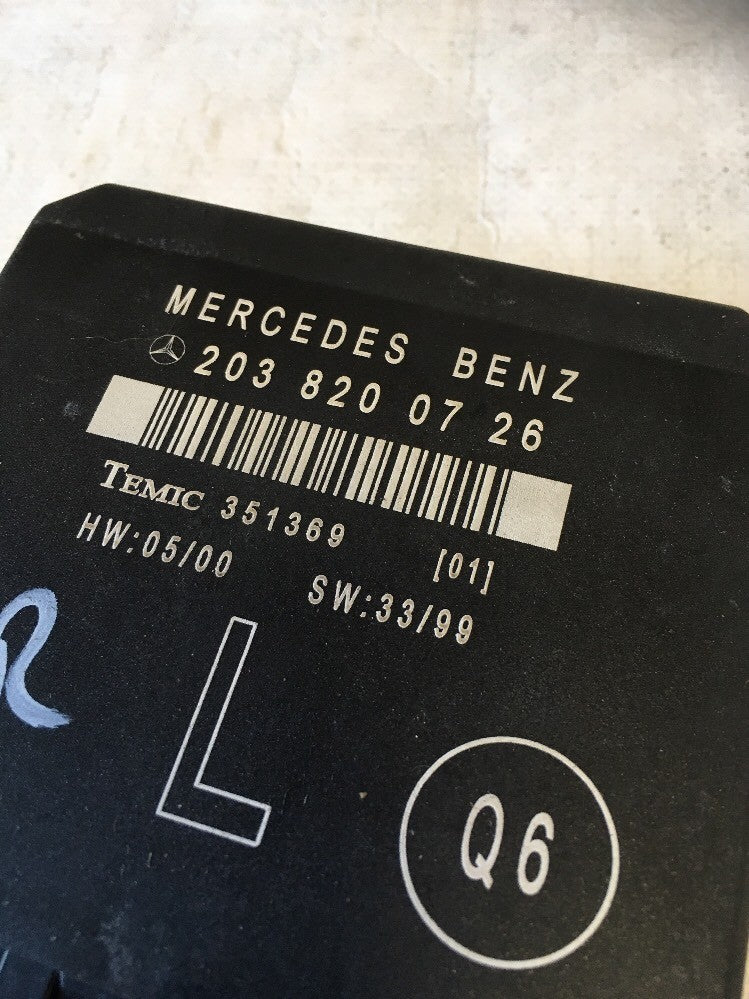 MERCEDES BENZ
203 820 07 26
TEMIC 351369 [01]
HW:05/00 SW:33/99
R
L
Q6